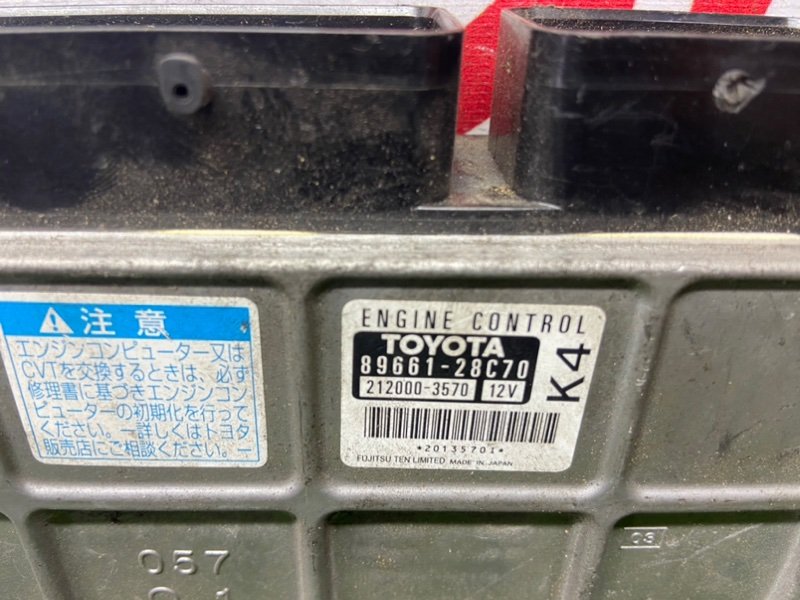 注意
エンジンコンピューター又は
CVTを交換するときは、必ず
修理書に基づきエンジンコン
ピューターの初期化を行って
ください。ー詳しくはトヨタ
販売店にご相談ください。ー
ENGINE CONTROL
TOYOTA
89661-28C70
212000-3570 12V
K4
*2013570I*
FUJITSU TEN LIMITED MADE IN JAPAN
03
057